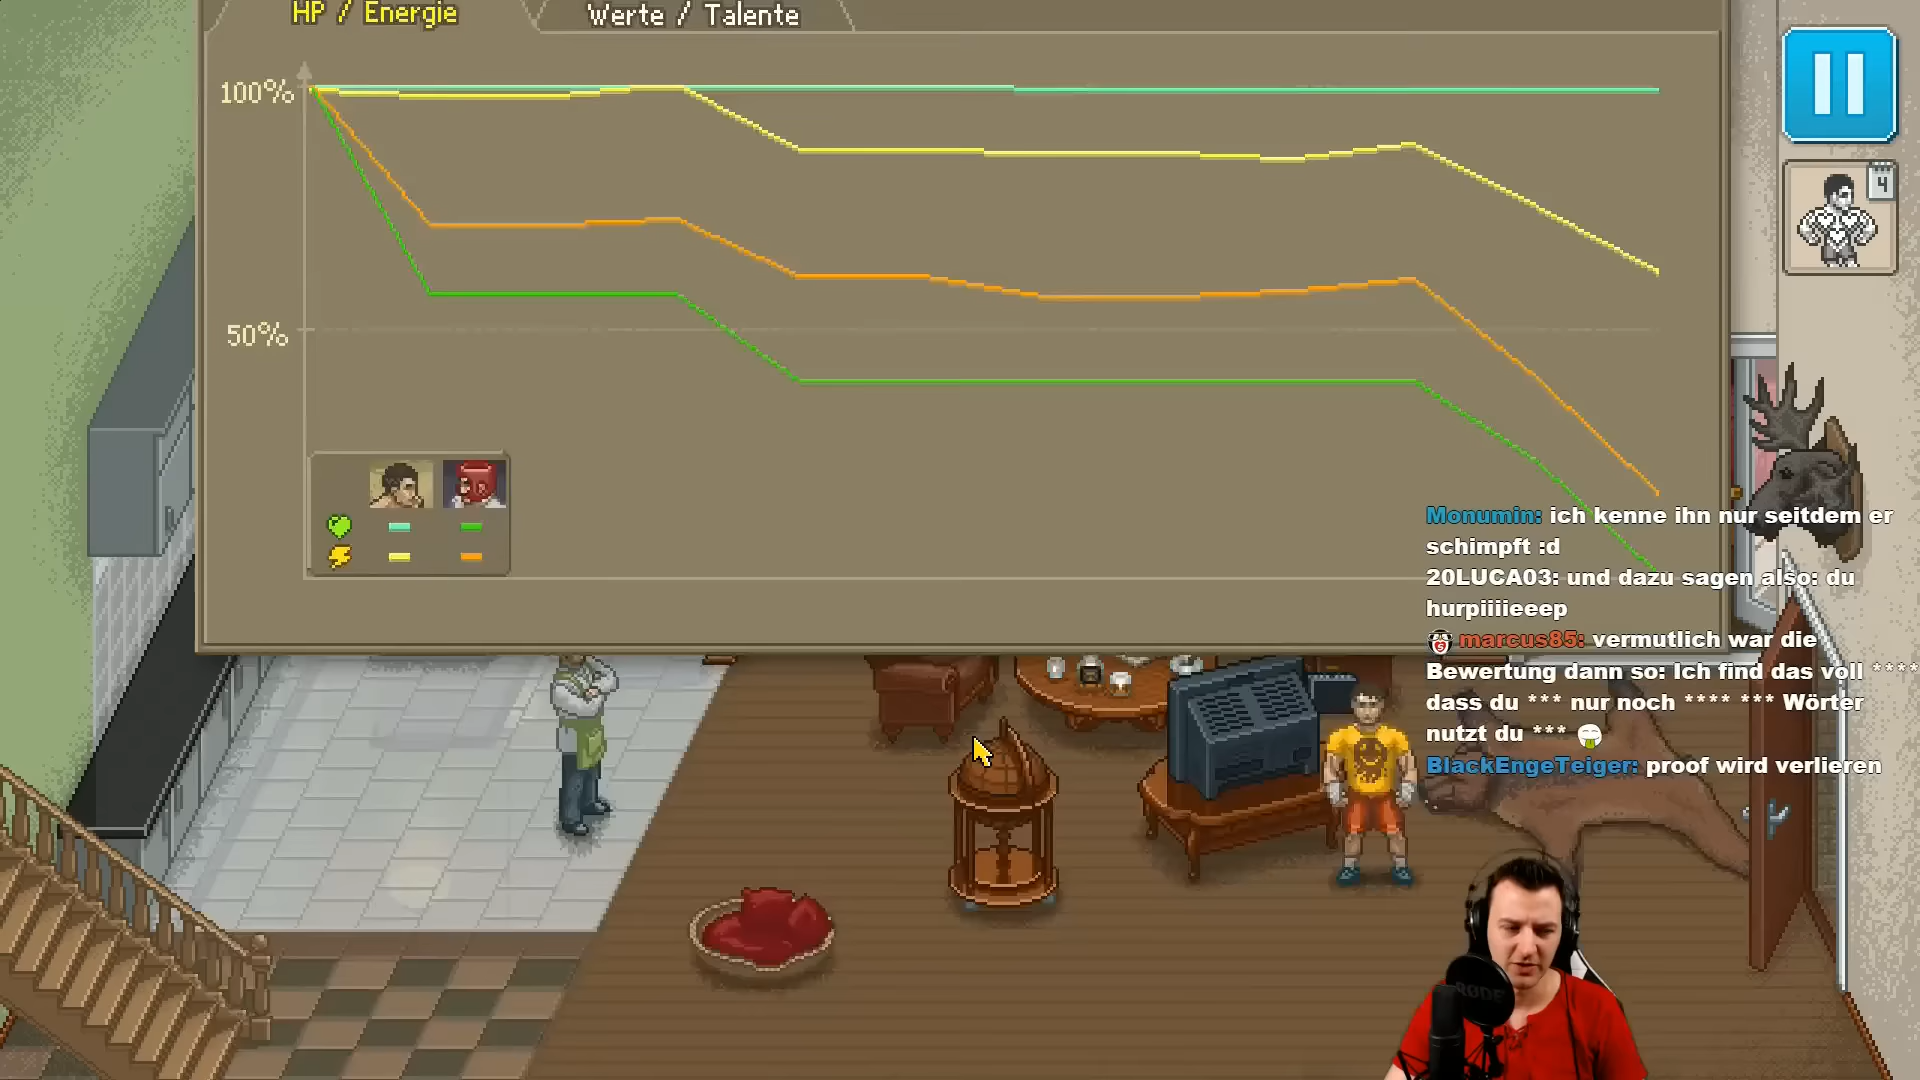 HP / Energie
Werte / Talente
100%
50%
4
Monumin: ich kenne ihn nur seitdem er
schimpft :d
20LUCA03: und dazu sagen also: du
hurpiiiieeep
marcus85: vermutlich war die
Bewertung dann so: Ich find das voll ****
dass du *** nur noch **** *** Wörter
nutzt du ***
BlackEngeTeiger: proof wird verlieren
RØDE